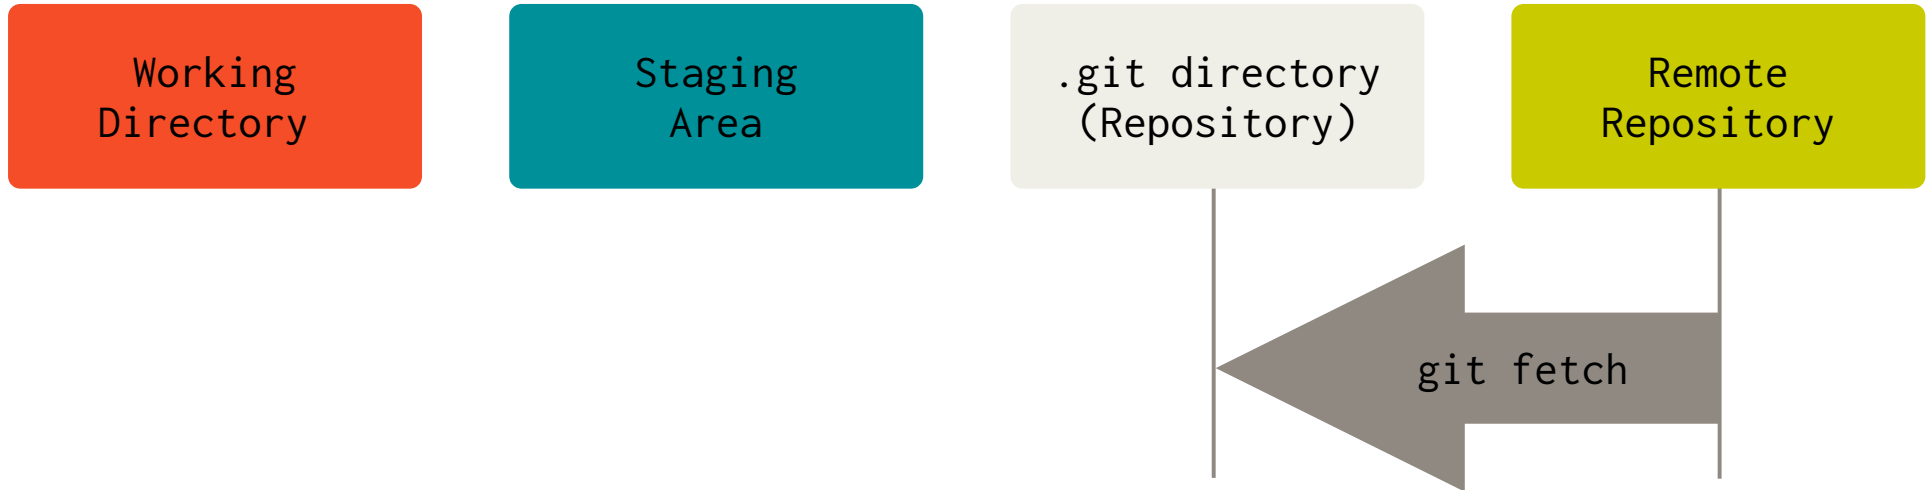 Working
Directory
Staging
Area
.git directory
(Repository)
Remote
Repository
git fetch